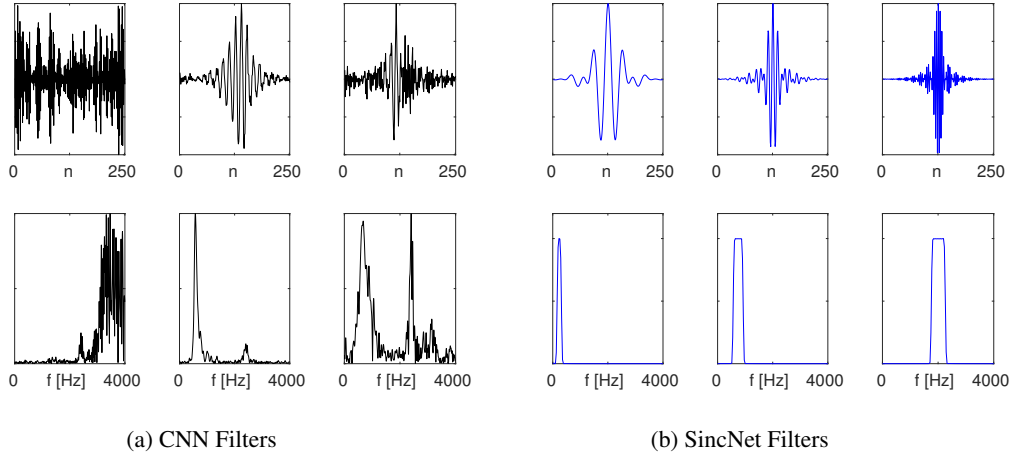 0 n 250 0 n 250 0 n 250 0 n 250 0 n 250 0 n 250
0 f [Hz] 4000 0 f [Hz] 4000 0 f [Hz] 4000 0 f [Hz] 4000 0 f [Hz] 4000 0 f [Hz] 4000
(a) CNN Filters (b) SincNet Filters